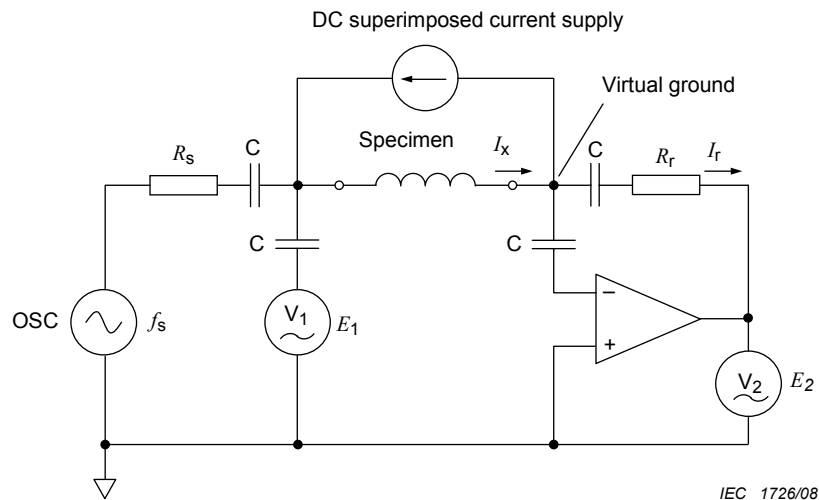 DC superimposed current supply
Virtual ground
Specimen
Ix
Rs
C
C
Rr
Ir
C
C
OSC
fs
V1
E1
−
+
V2
E2
IEC 1726/08